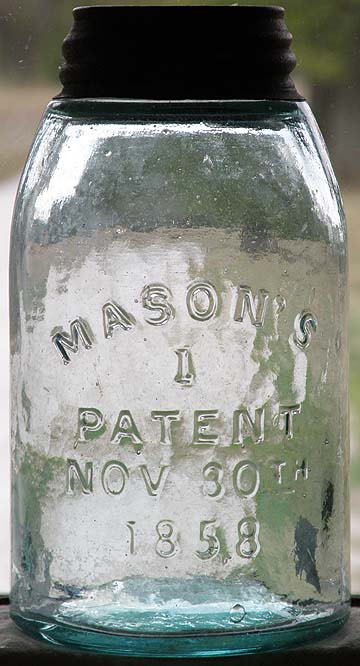 MASON'S
1
PATENT
NOV 30TH
1858